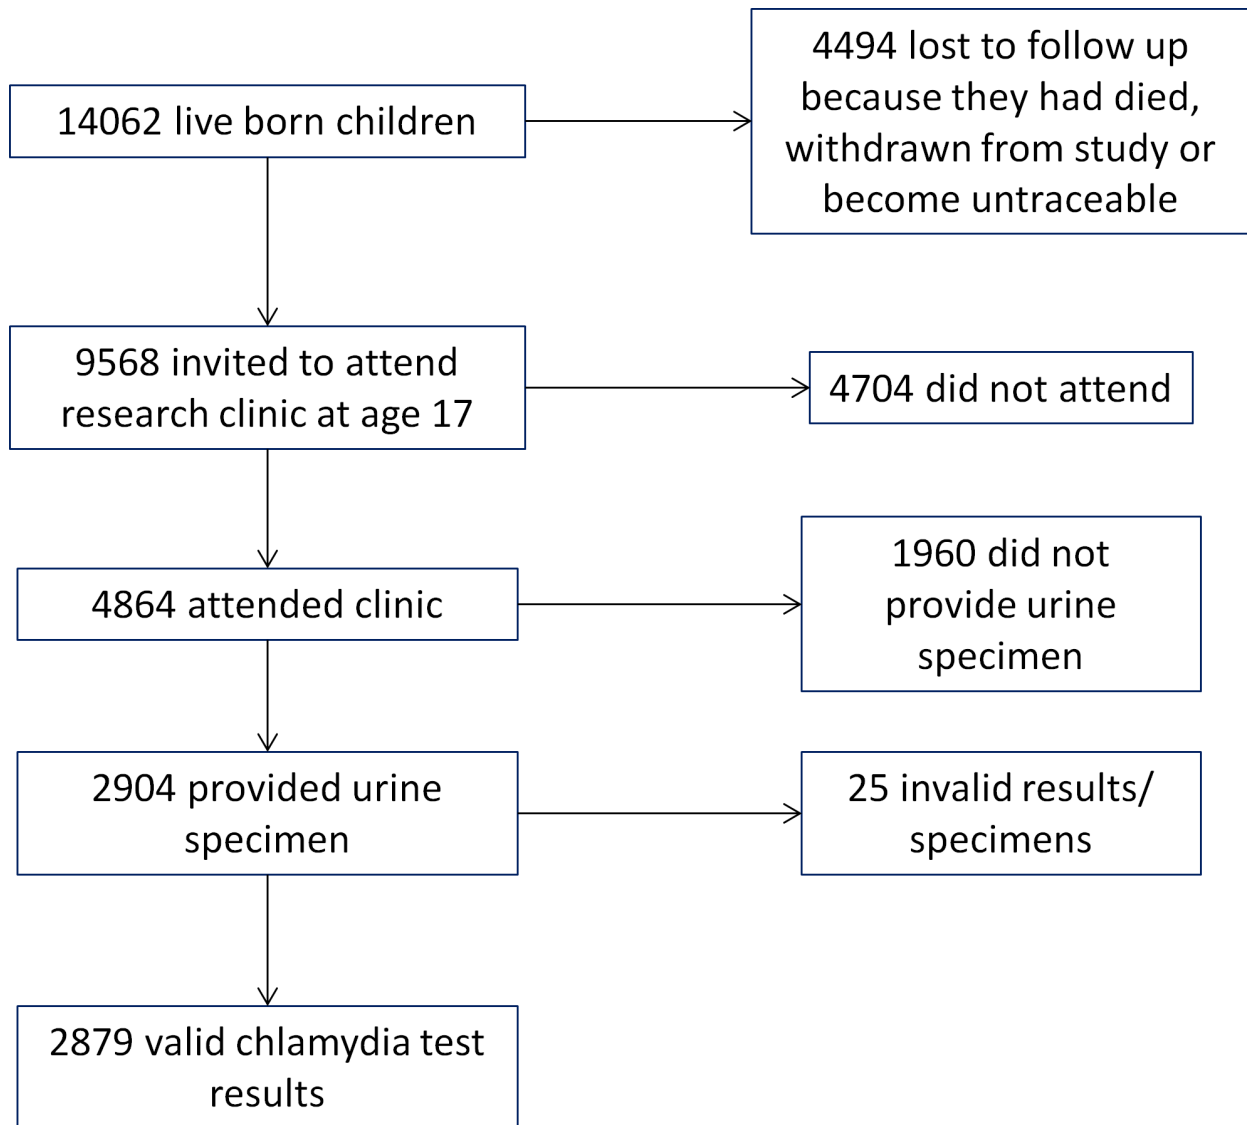 14062 live born children
4494 lost to follow up
because they had died,
withdrawn from study or
become untraceable
9568 invited to attend
research clinic at age 17
4704 did not attend
4864 attended clinic
1960 did not
provide urine
specimen
2904 provided urine
specimen
25 invalid results/
specimens
2879 valid chlamydia test
results